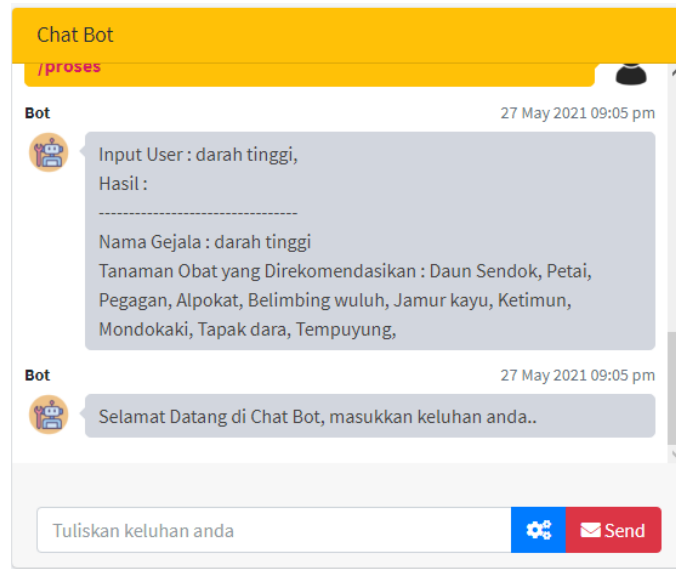 Chat Bot
/proses
Bot
27 May 2021 09:05 pm
Input User : darah tinggi,
Hasil :
---------------------------------
Nama Gejala : darah tinggi
Tanaman Obat yang Direkomendasikan : Daun Sendok, Petai,
Pegagan, Alpokat, Belimbing wuluh, Jamur kayu, Ketimun,
Mondokaki, Tapak dara, Tempuyung,
Bot
27 May 2021 09:05 pm
Selamat Datang di Chat Bot, masukkan keluhan anda..
Tuliskan keluhan anda
Send